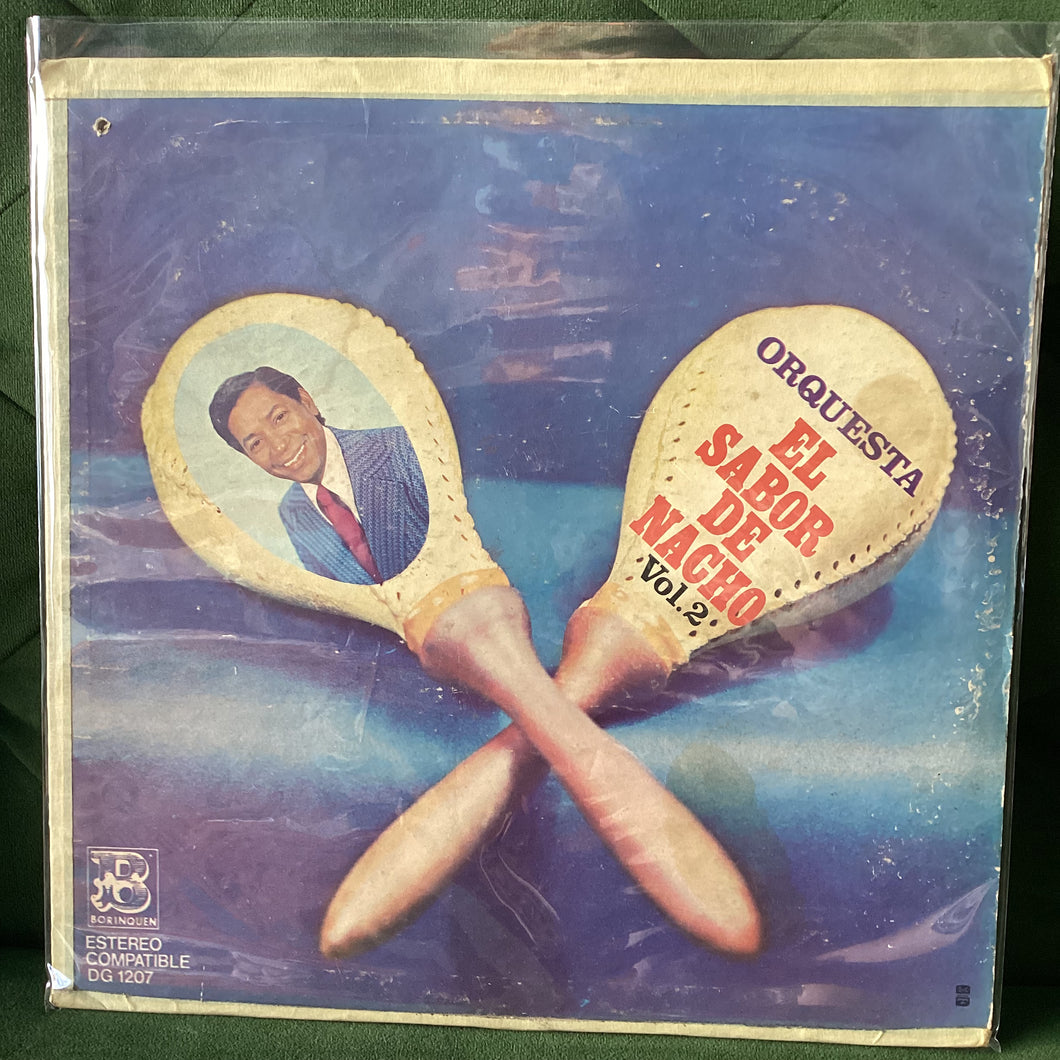 ORQUESTA
EL
SABOR
DE
NACHO
Vol.2
B
BORINQUEN
ESTEREO
COMPATIBLE
DG 1207